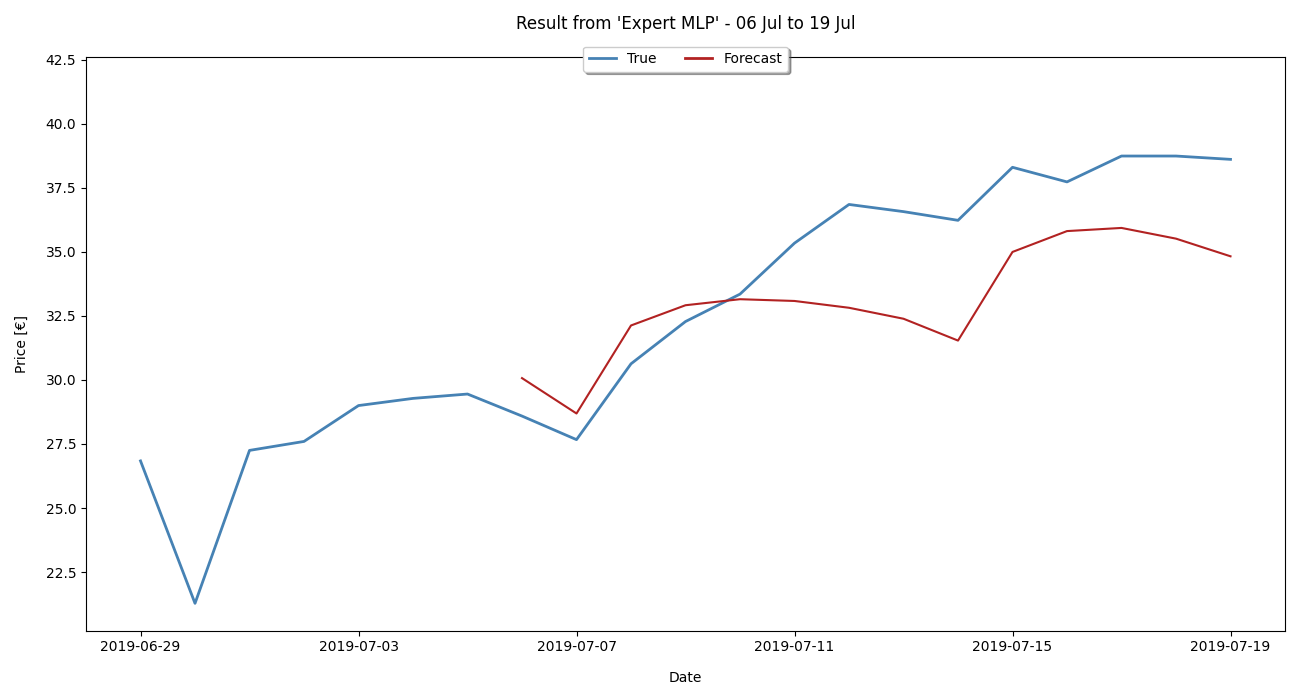 Result from 'Expert MLP' - 06 Jul to 19 Jul
True Forecast
42.5
40.0
37.5
35.0
32.5
30.0
27.5
25.0
22.5
Price [€]
2019-06-29 2019-07-03 2019-07-07 2019-07-11 2019-07-15 2019-07-19
Date